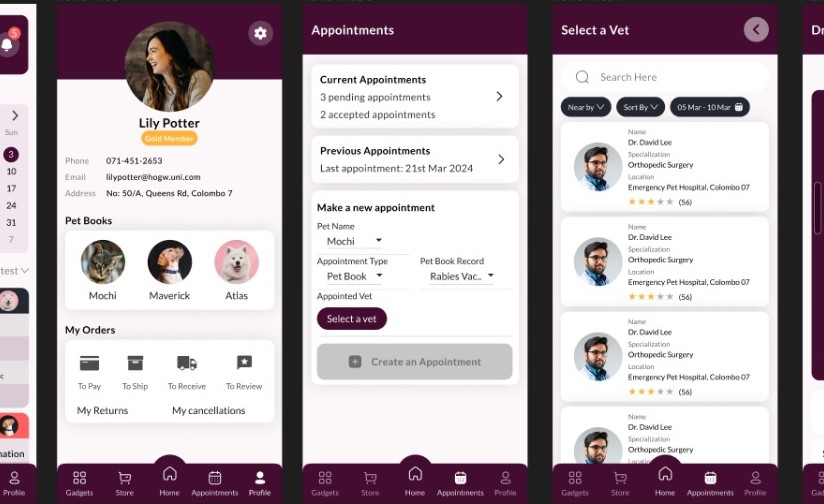 5
Sun
3
10
17
24
31
7
test
ation
Profile
Lily Potter
Gold Member
Phone 071-451-2653
Email lilypotter@hogw.uni.com
Address No: 50/A, Queens Rd, Colombo 7
Pet Books
Mochi Maverick Atlas
My Orders
To Pay To Ship To Receive To Review
My Returns My cancellations
Gadgets Store Home Appointments Profile
Appointments
Current Appointments
3 pending appointments
2 accepted appointments
Previous Appointments
Last appointment: 21st Mar 2024
Make a new appointment
Pet Name
Mochi
Appointment Type Pet Book Record
Pet Book Rabies Vac..
Appointed Vet
Select a vet
Create an Appointment
Gadgets Store Home Appointments Profile
Select a Vet
Search Here
Near by Sort By 05 Mar - 10 Mar
Name
Dr. David Lee
Specialization
Orthopedic Surgery
Location
Emergency Pet Hospital, Colombo 07
(56)
Name
Dr. David Lee
Specialization
Orthopedic Surgery
Location
Emergency Pet Hospital, Colombo 07
(56)
Name
Dr. David Lee
Specialization
Orthopedic Surgery
Location
Emergency Pet Hospital, Colombo 07
(56)
Name
Dr. David Lee
Specialization
Orthopedic Surgery
Gadgets Store Home Appointments Profile
Dr